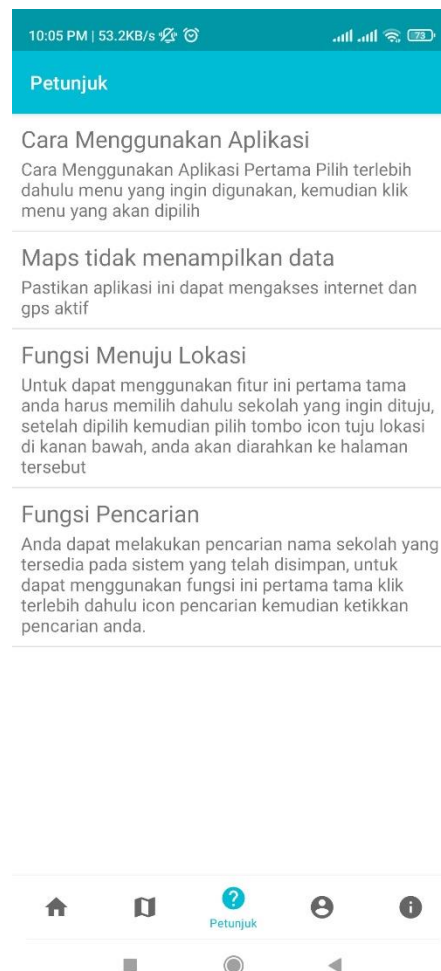 10:05 PM | 53.2KB/s 73
Petunjuk
Cara Menggunakan Aplikasi
Cara Menggunakan Aplikasi Pertama Pilih terlebih
dahulu menu yang ingin digunakan, kemudian klik
menu yang akan dipilih
Maps tidak menampilkan data
Pastikan aplikasi ini dapat mengakses internet dan
gps aktif
Fungsi Menuju Lokasi
Untuk dapat menggunakan fitur ini pertama tama
anda harus memilih dahulu sekolah yang ingin dituju,
setelah dipilih kemudian pilih tombo icon tuju lokasi
di kanan bawah, anda akan diarahkan ke halaman
tersebut
Fungsi Pencarian
Anda dapat melakukan pencarian nama sekolah yang
tersedia pada sistem yang telah disimpan, untuk
dapat menggunakan fungsi ini pertama tama klik
terlebih dahulu icon pencarian kemudian ketikkan
pencarian anda.
Petunjuk